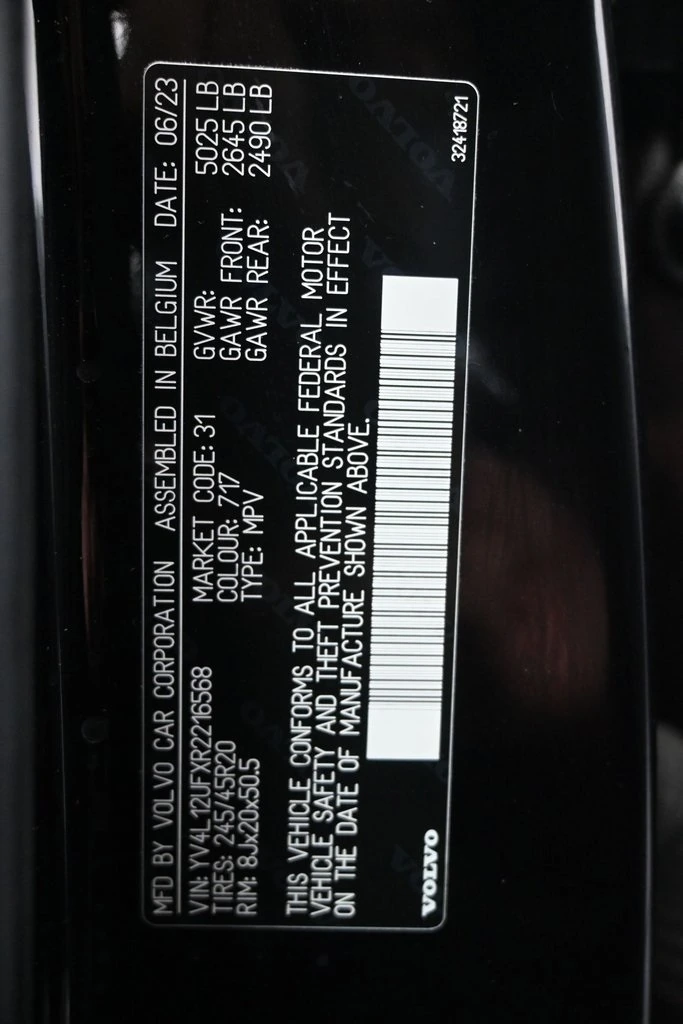 MFD BY VOLVO CAR CORPORATION ASSEMBLED IN BELGIUM DATE: 06/23
VIN: YV4L12UFXR2216568 MARKET CODE: 31 GVWR: 5025 LB
TIRES: 245/45R20 COLOUR: 717 GAWR FRONT: 2645 LB
RIM: 8Jx20x50.5 TYPE: MPV GAWR REAR: 2490 LB
THIS VEHICLE CONFORMS TO ALL APPLICABLE FEDERAL MOTOR
VEHICLE SAFETY AND THEFT PREVENTION STANDARDS IN EFFECT
ON THE DATE OF MANUFACTURE SHOWN ABOVE.
VOLVO 32418721